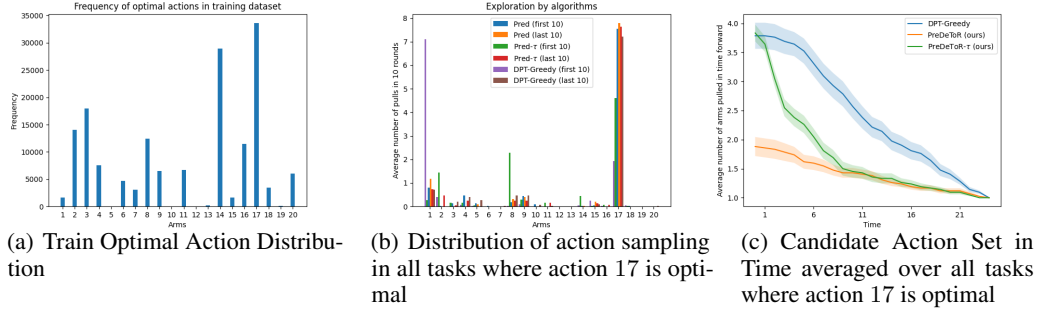 Frequency of optimal actions in training dataset
Frequency
35000
30000
25000
20000
15000
10000
5000
0
1 2 3 4 5 6 7 8 9 10 11 12 13 14 15 16 17 18 19 20
Arms
(a) Train Optimal Action Distribu-
tion
Exploration by algorithms
Average number of pulls in 10 rounds
8
7
6
5
4
3
2
1
0
Pred (first 10)
Pred (last 10)
Pred-τ (first 10)
Pred-τ (last 10)
DPT-Greedy (first 10)
DPT-Greedy (last 10)
1 2 3 4 5 6 7 8 9 10 11 12 13 14 15 16 17 18 19 20
Arms
(b) Distribution of action sampling
in all tasks where action 17 is opti-
mal
Average number of arms pulled in time forward
4.0
3.5
3.0
2.5
2.0
1.5
1.0
DPT-Greedy
PreDeToR (ours)
PreDeToR-τ (ours)
1 6 11 16 21
Time
(c) Candidate Action Set in
Time averaged over all tasks
where action 17 is optimal